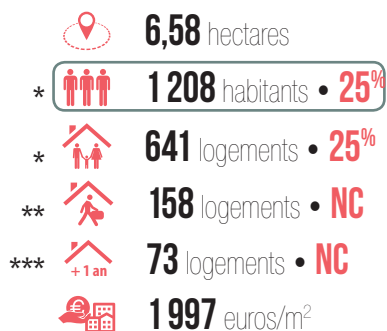 6,58 hectares
* 1 208 habitants • 25%
* 641 logements • 25%
** 158 logements • NC
*** +1 an 73 logements • NC
€ 1 997 euros/m²